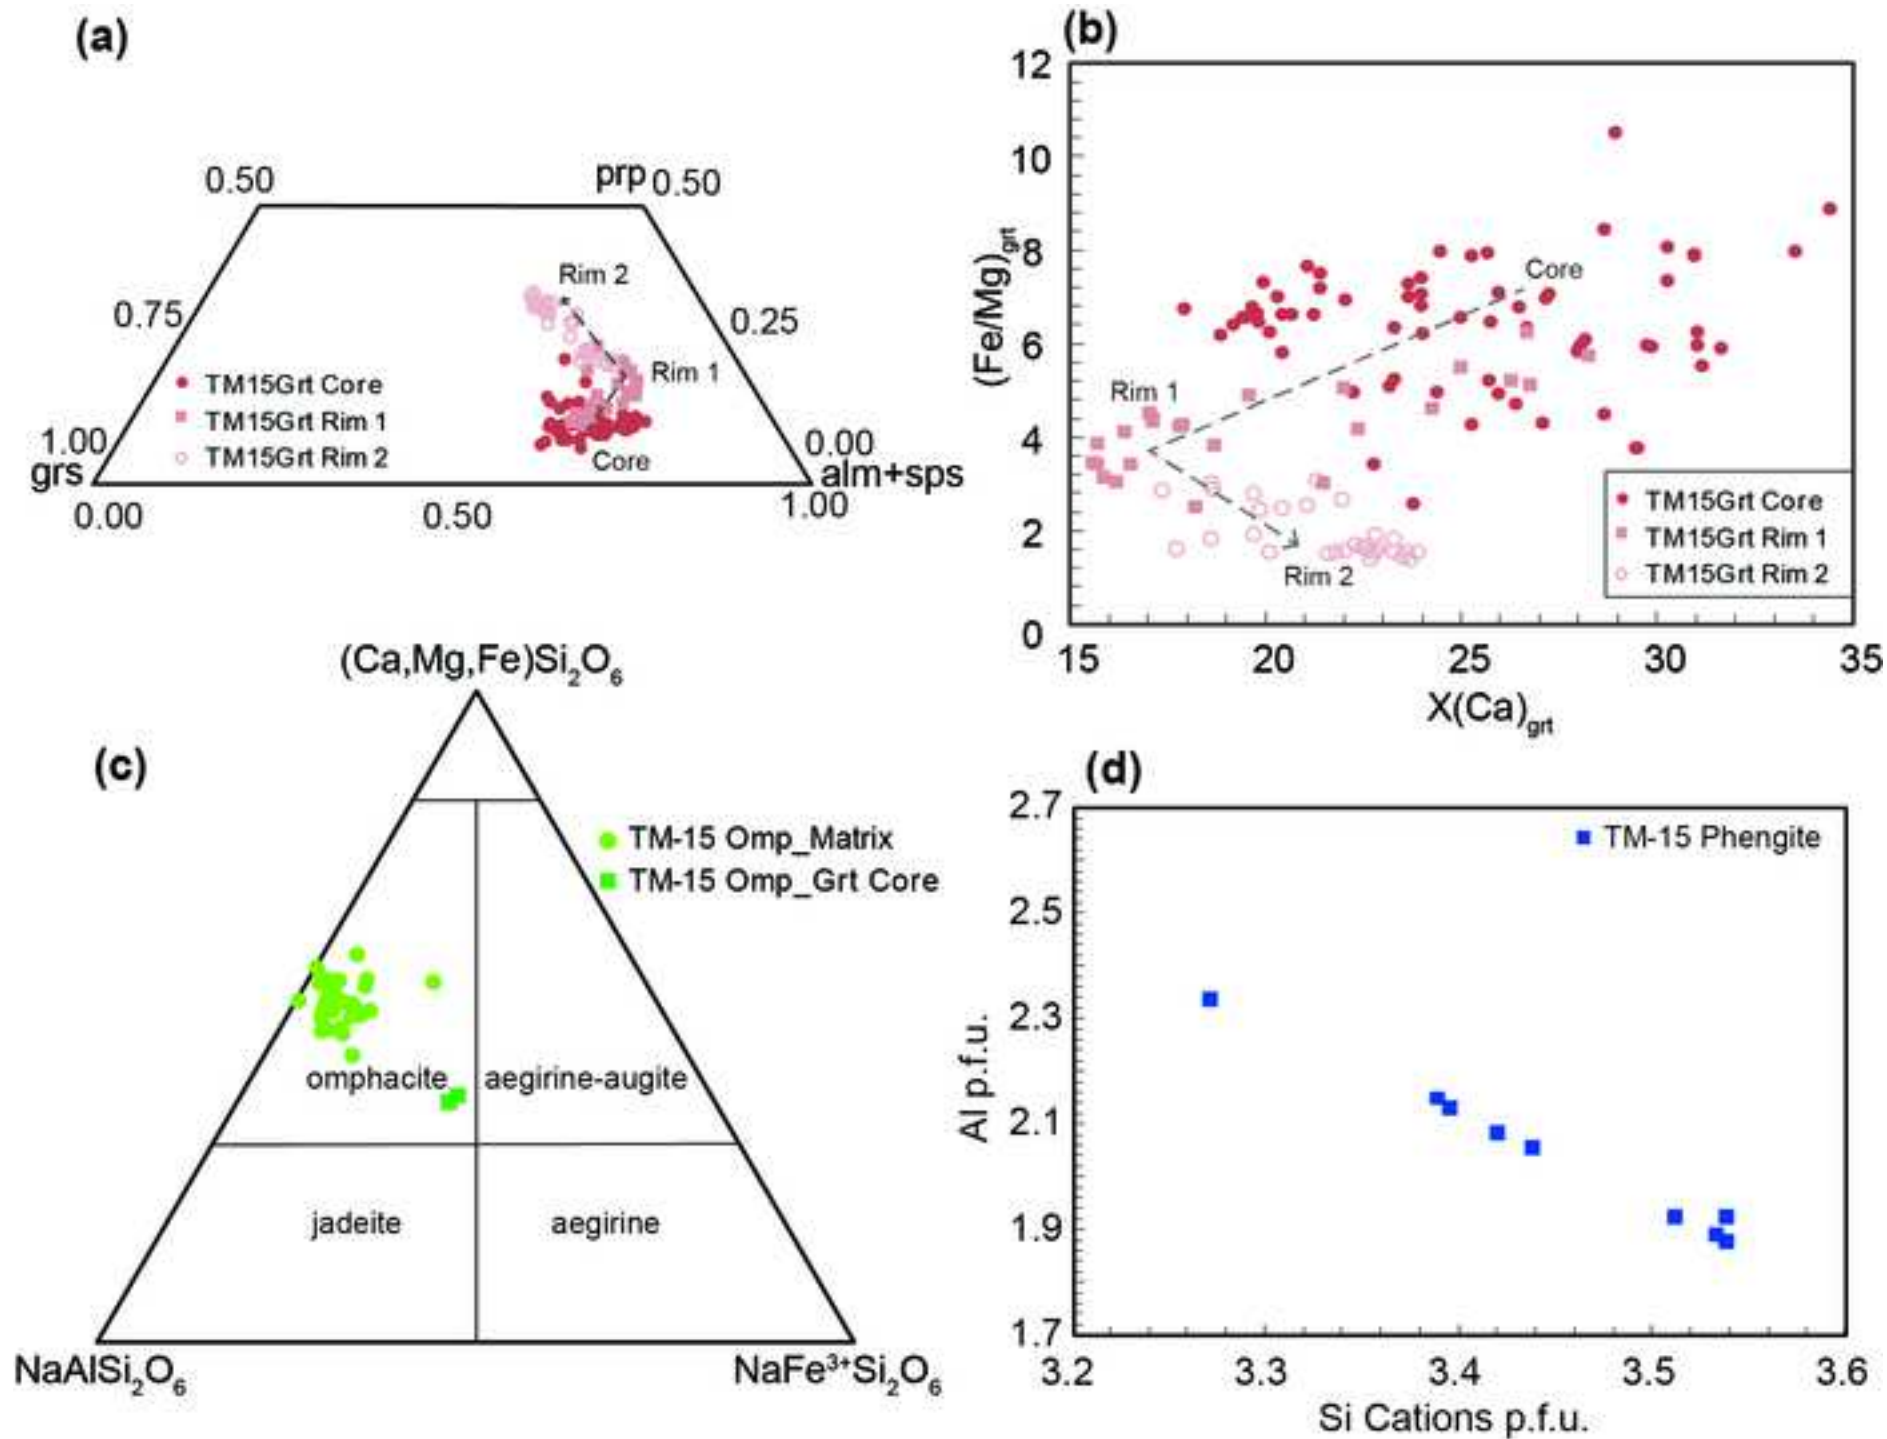 (a)
0.50
prp 0.50
Rim 2
0.75
0.25
Rim 1
TM15Grt Core
TM15Grt Rim 1
TM15Grt Rim 2
1.00
grs
Core
0.00
alm+sps
0.00
0.50
1.00
(b)
12
10
8
6
4
2
0
(Fe/Mg)grt
Core
Rim 1
Rim 2
TM15Grt Core
TM15Grt Rim 1
TM15Grt Rim 2
15
20
25
30
35
X(Ca)grt
(c)
(Ca,Mg,Fe)Si₂O₆
TM-15 Omp_Matrix
TM-15 Omp_Grt Core
omphacite
aegirine-augite
jadeite
aegirine
NaAlSi₂O₆
NaFe³⁺Si₂O₆
(d)
2.7
2.5
2.3
2.1
1.9
1.7
Al p.f.u.
TM-15 Phengite
3.2
3.3
3.4
3.5
3.6
Si Cations p.f.u.